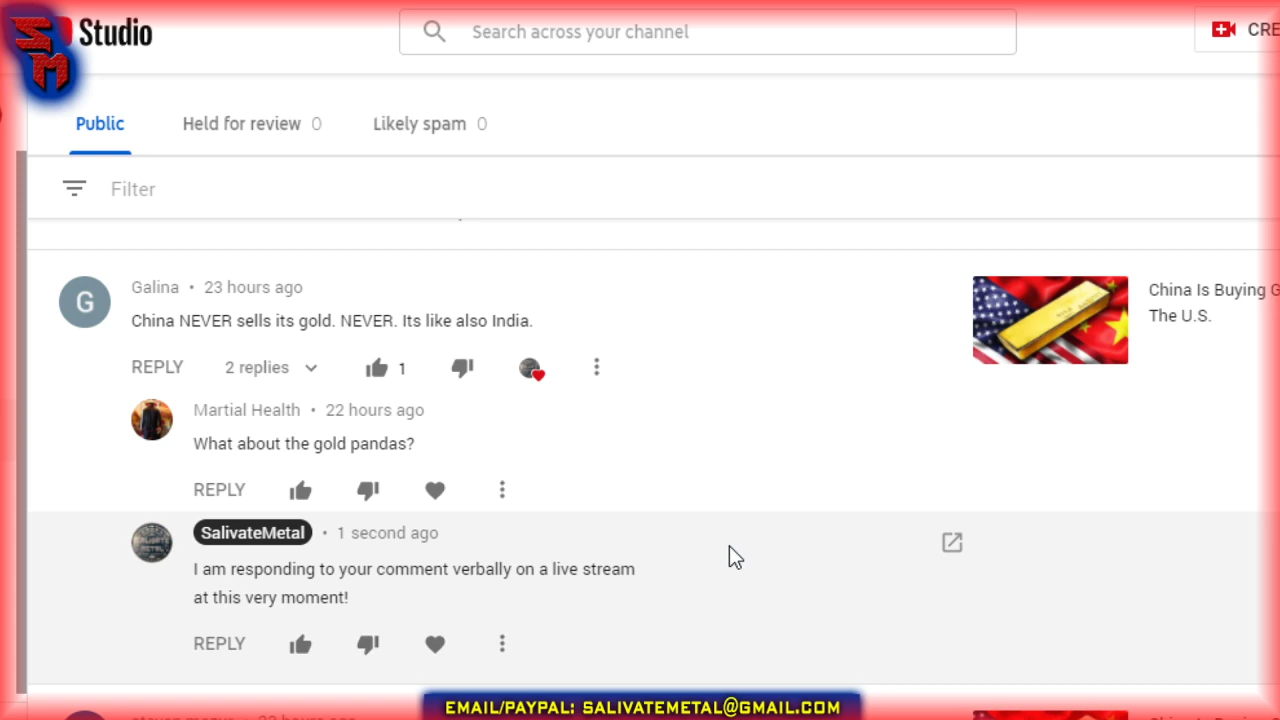 SM Studio
Search across your channel
CRE
Public
Held for review 0
Likely spam 0
Filter
Galina • 23 hours ago
China NEVER sells its gold. NEVER. Its like also India.
REPLY 2 replies 1
China Is Buying G
The U.S.
Martial Health • 22 hours ago
What about the gold pandas?
REPLY
SalivateMetal • 1 second ago
I am responding to your comment verbally on a live stream
at this very moment!
REPLY
EMAIL/PAYPAL: SALIVATEMETAL@GMAIL.COM